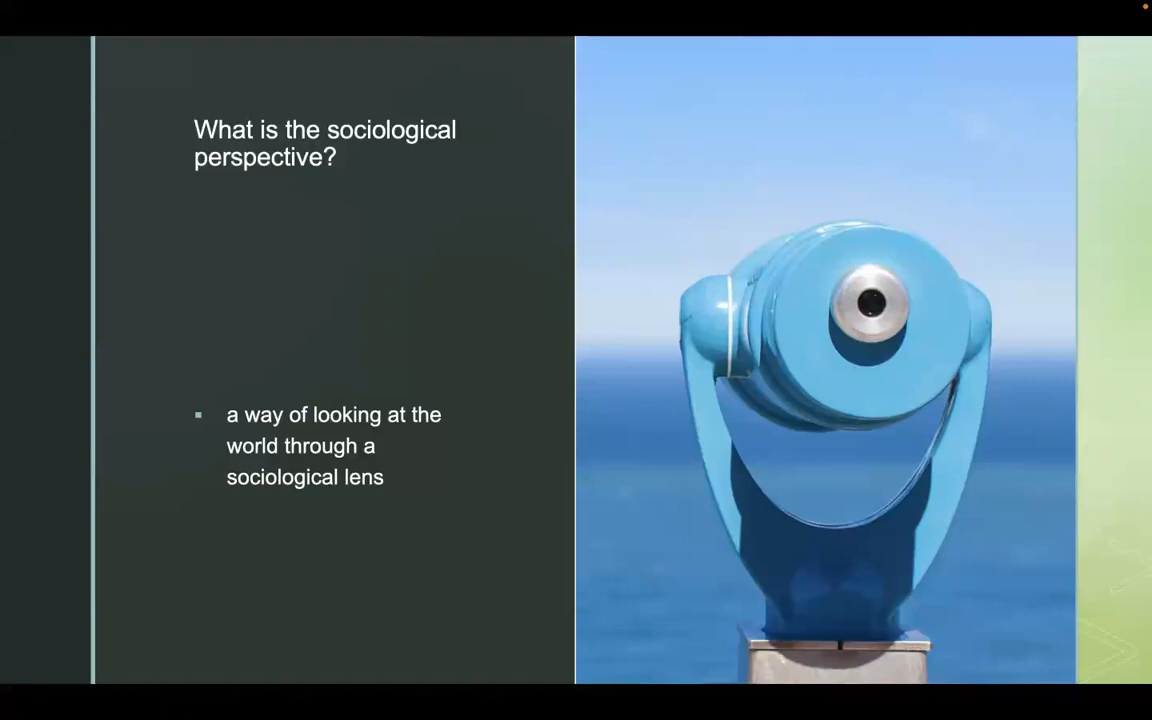 What is the sociological
perspective?
▪ a way of looking at the
world through a
sociological lens